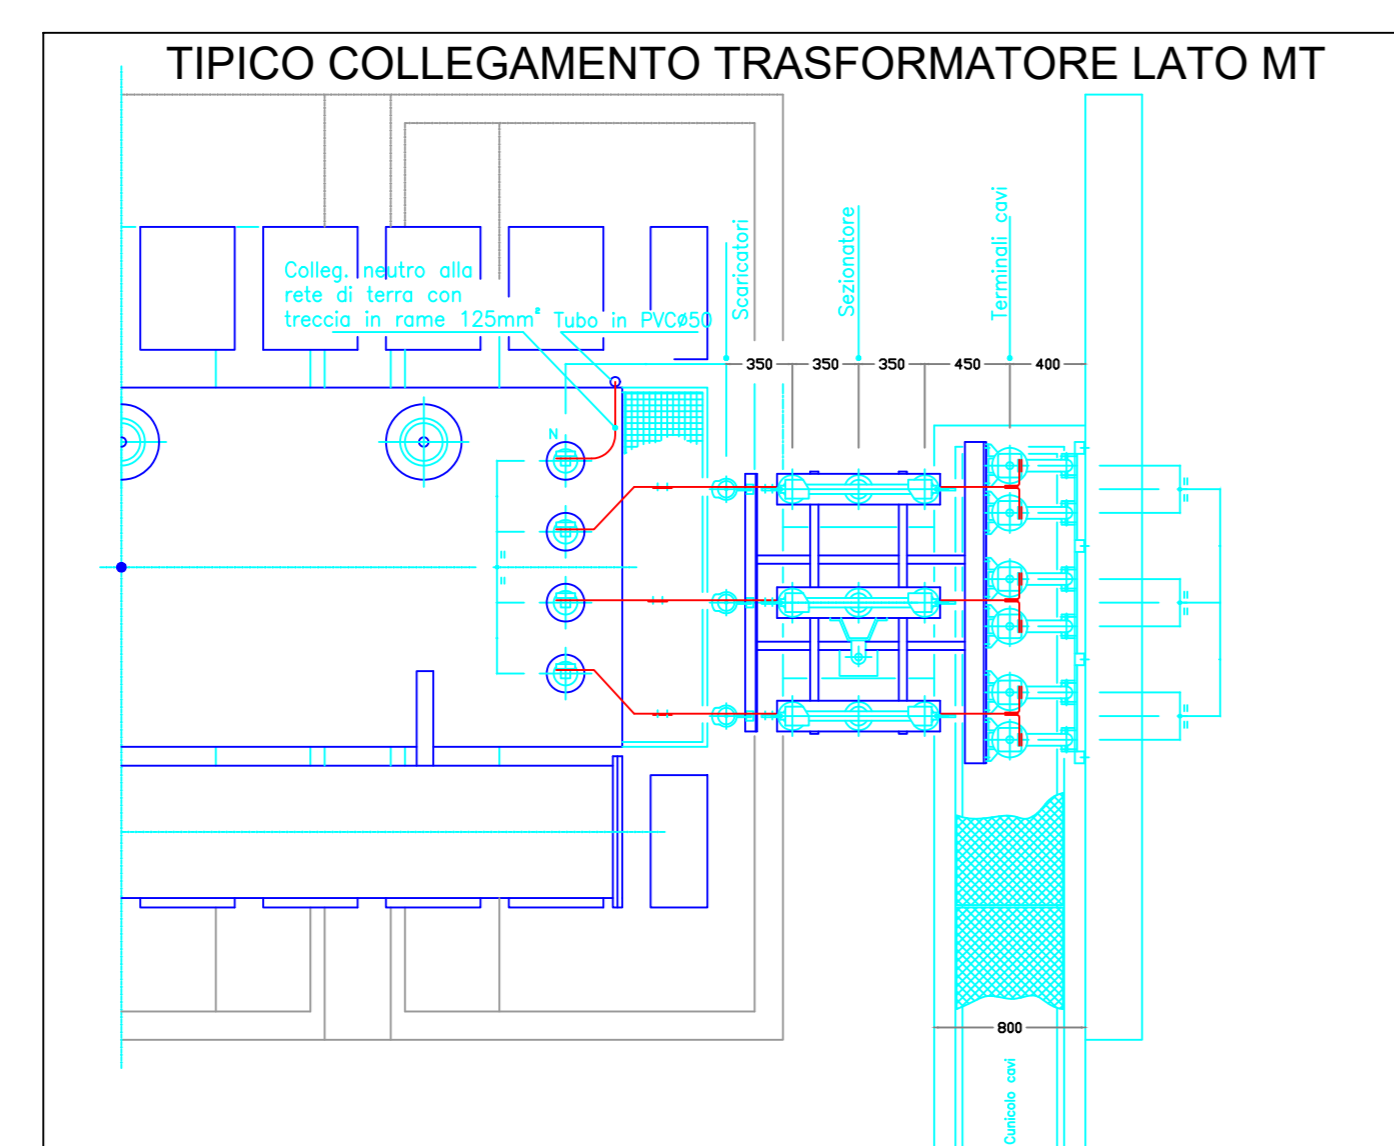 TIPICO COLLEGAMENTO TRASFORMATORE LATO MT
Colleg. neutro alla
rete di terra con
treccia in rame 125mm²
Tubo in PVCø50
Scaricatori
Sezionatore
Terminali cavi
350
350
350
450
400
N
=
=
=
=
=
=
=
=
800
Cunicolo cavi